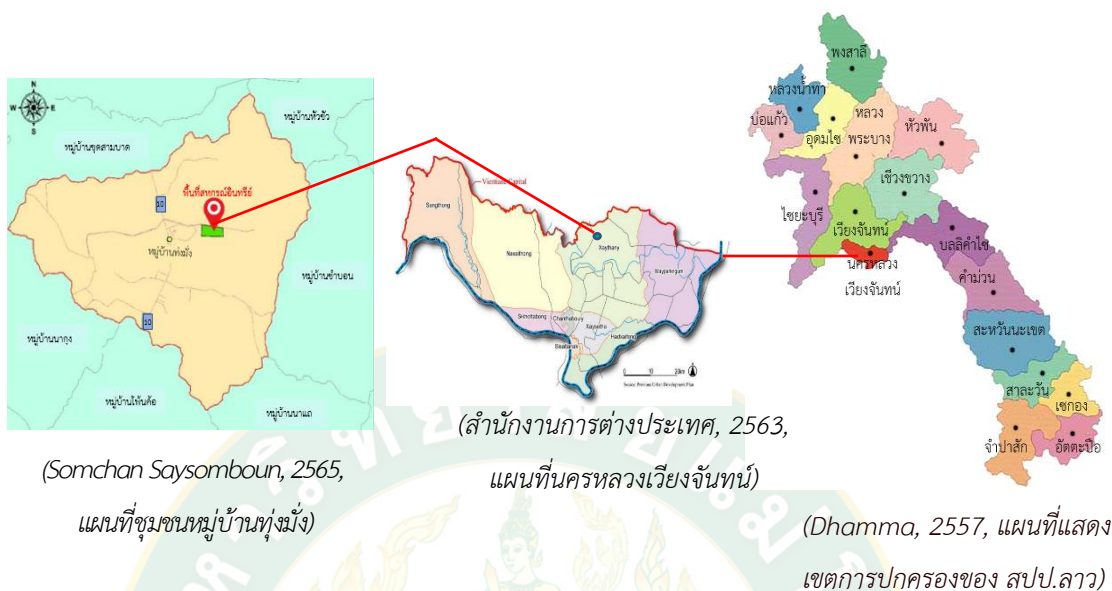 N
W
E
S
หมู่บ้านหัวขัว
หมู่บ้านขุดสามบาด
พื้นที่สหกรณ์อินทรีย์
10
หมู่บ้านทุ่งมั่ง
หมู่บ้านซำบอน
10
หมู่บ้านนากุง
หมู่บ้านนาแถ
(Somchan Saysomboun, 2565,
แผนที่ชุมชนหมู่บ้านทุ่งมั่ง)
Vientiane Capital
Sangthong
Naxaithong
Xaythany
Sikhottabong
Chanthabouly
Xaysetha
Hadxaifong
Sisattanak
0 10 20km
(สำนักงานการต่างประเทศ, 2563,
แผนที่นครหลวงเวียงจันทน์)
พงสาลี
หลวงน้ำทา
บ่อแก้ว
อุดมไซ
หลวง
พระบาง
หัวพัน
เชียงขวาง
ไชยะบุรี
เวียงจันทน์
นครหลวง
เวียงจันทน์
บลลิคำไซ
คำม่วน
สะหวันนะเขต
สาละวัน
เซกอง
จำปาสัก
อัตตะปือ
(Dhamma, 2557, แผนที่แสดง
เขตการปกครองของ สปป.ลาว)